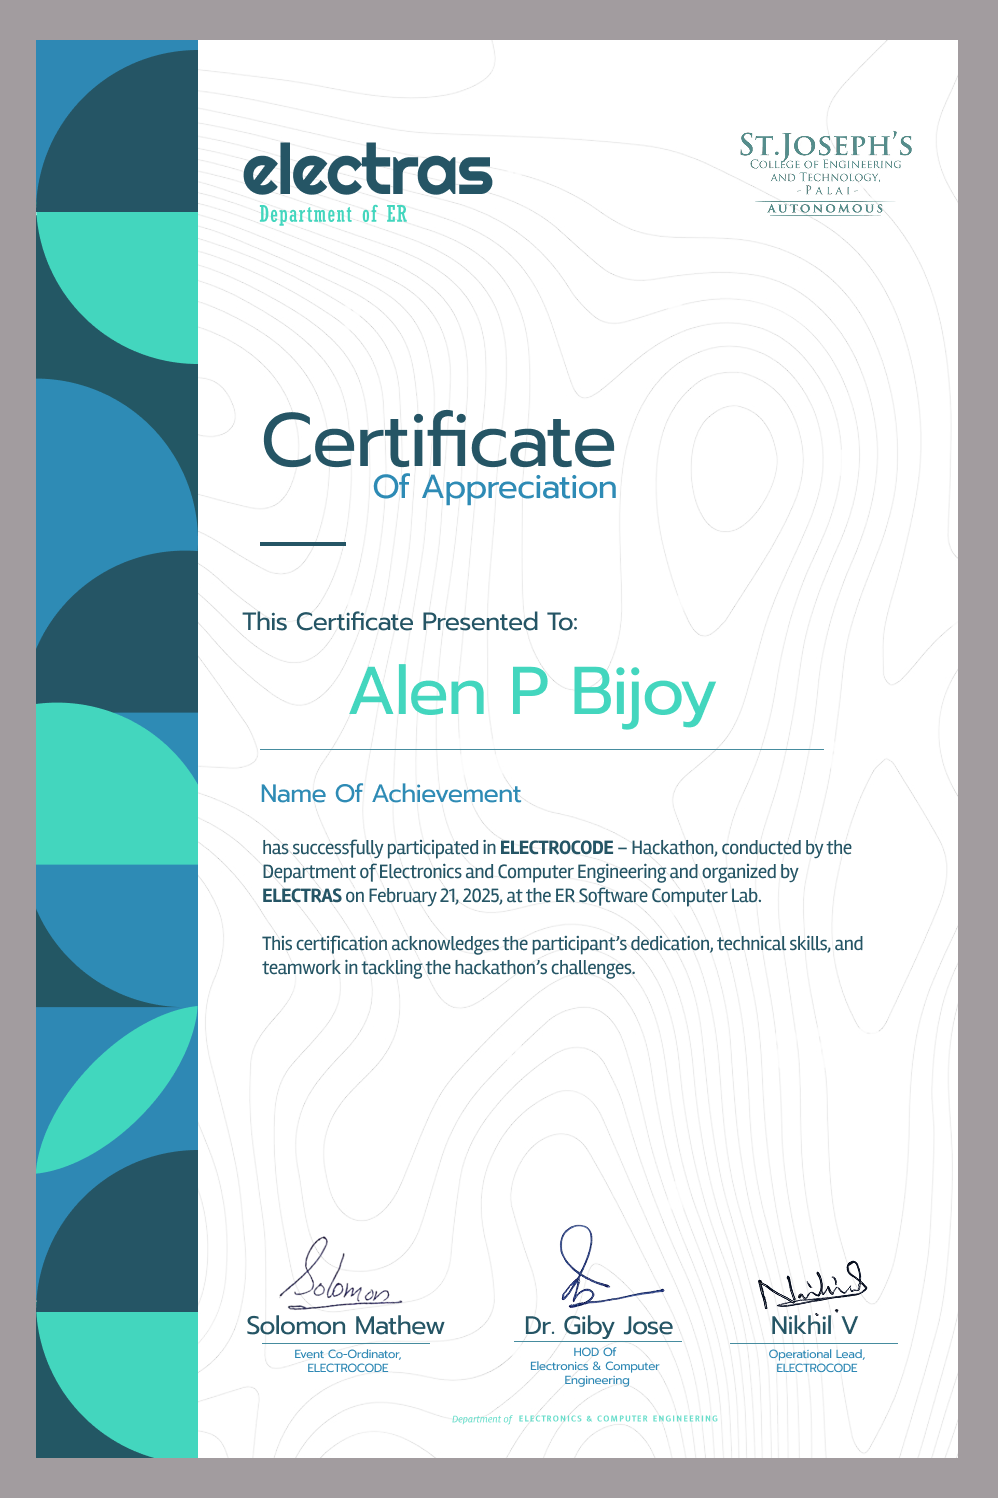 electras
Department of ER
ST. JOSEPH'S
COLLEGE OF ENGINEERING
AND TECHNOLOGY,
- PALAI -
AUTONOMOUS
Certificate
Of Appreciation
This Certificate Presented To:
Alen P Bijoy
Name Of Achievement
has successfully participated in ELECTROCODE – Hackathon, conducted by the
Department of Electronics and Computer Engineering and organized by
ELECTRAS on February 21, 2025, at the ER Software Computer Lab.
This certification acknowledges the participant's dedication, technical skills, and
teamwork in tackling the hackathon's challenges.
Solomon
Solomon Mathew
Event Co-Ordinator,
ELECTROCODE
Dr. Giby Jose
HOD Of
Electronics & Computer
Engineering
Nikhil V
Operational Lead,
ELECTROCODE
Department of ELECTRONICS & COMPUTER ENGINEERING